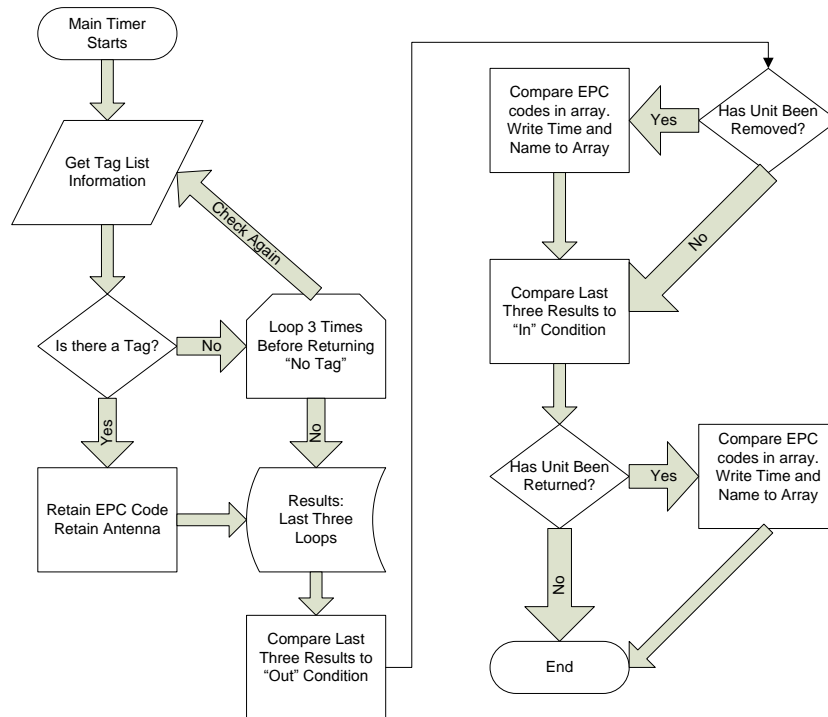 Main Timer
Starts
Get Tag List
Information
Check Again
Is there a Tag?
No
Loop 3 Times
Before Returning
“No Tag”
Yes
No
Retain EPC Code
Retain Antenna
Results:
Last Three
Loops
Compare Last
Three Results to
“Out” Condition
Has Unit Been
Removed?
Yes
Compare EPC
codes in array.
Write Time and
Name to Array
No
Compare Last
Three Results to
“In” Condition
Has Unit Been
Returned?
Yes
Compare EPC
codes in array.
Write Time and
Name to Array
No
End